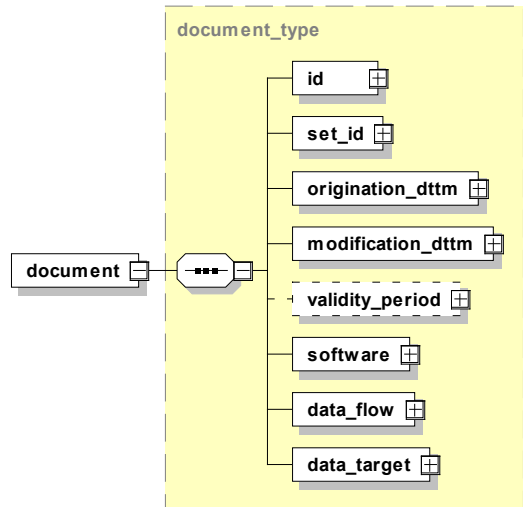 document_type
id
set_id
origination_dttm
modification_dttm
document
validity_period
software
data_flow
data_target